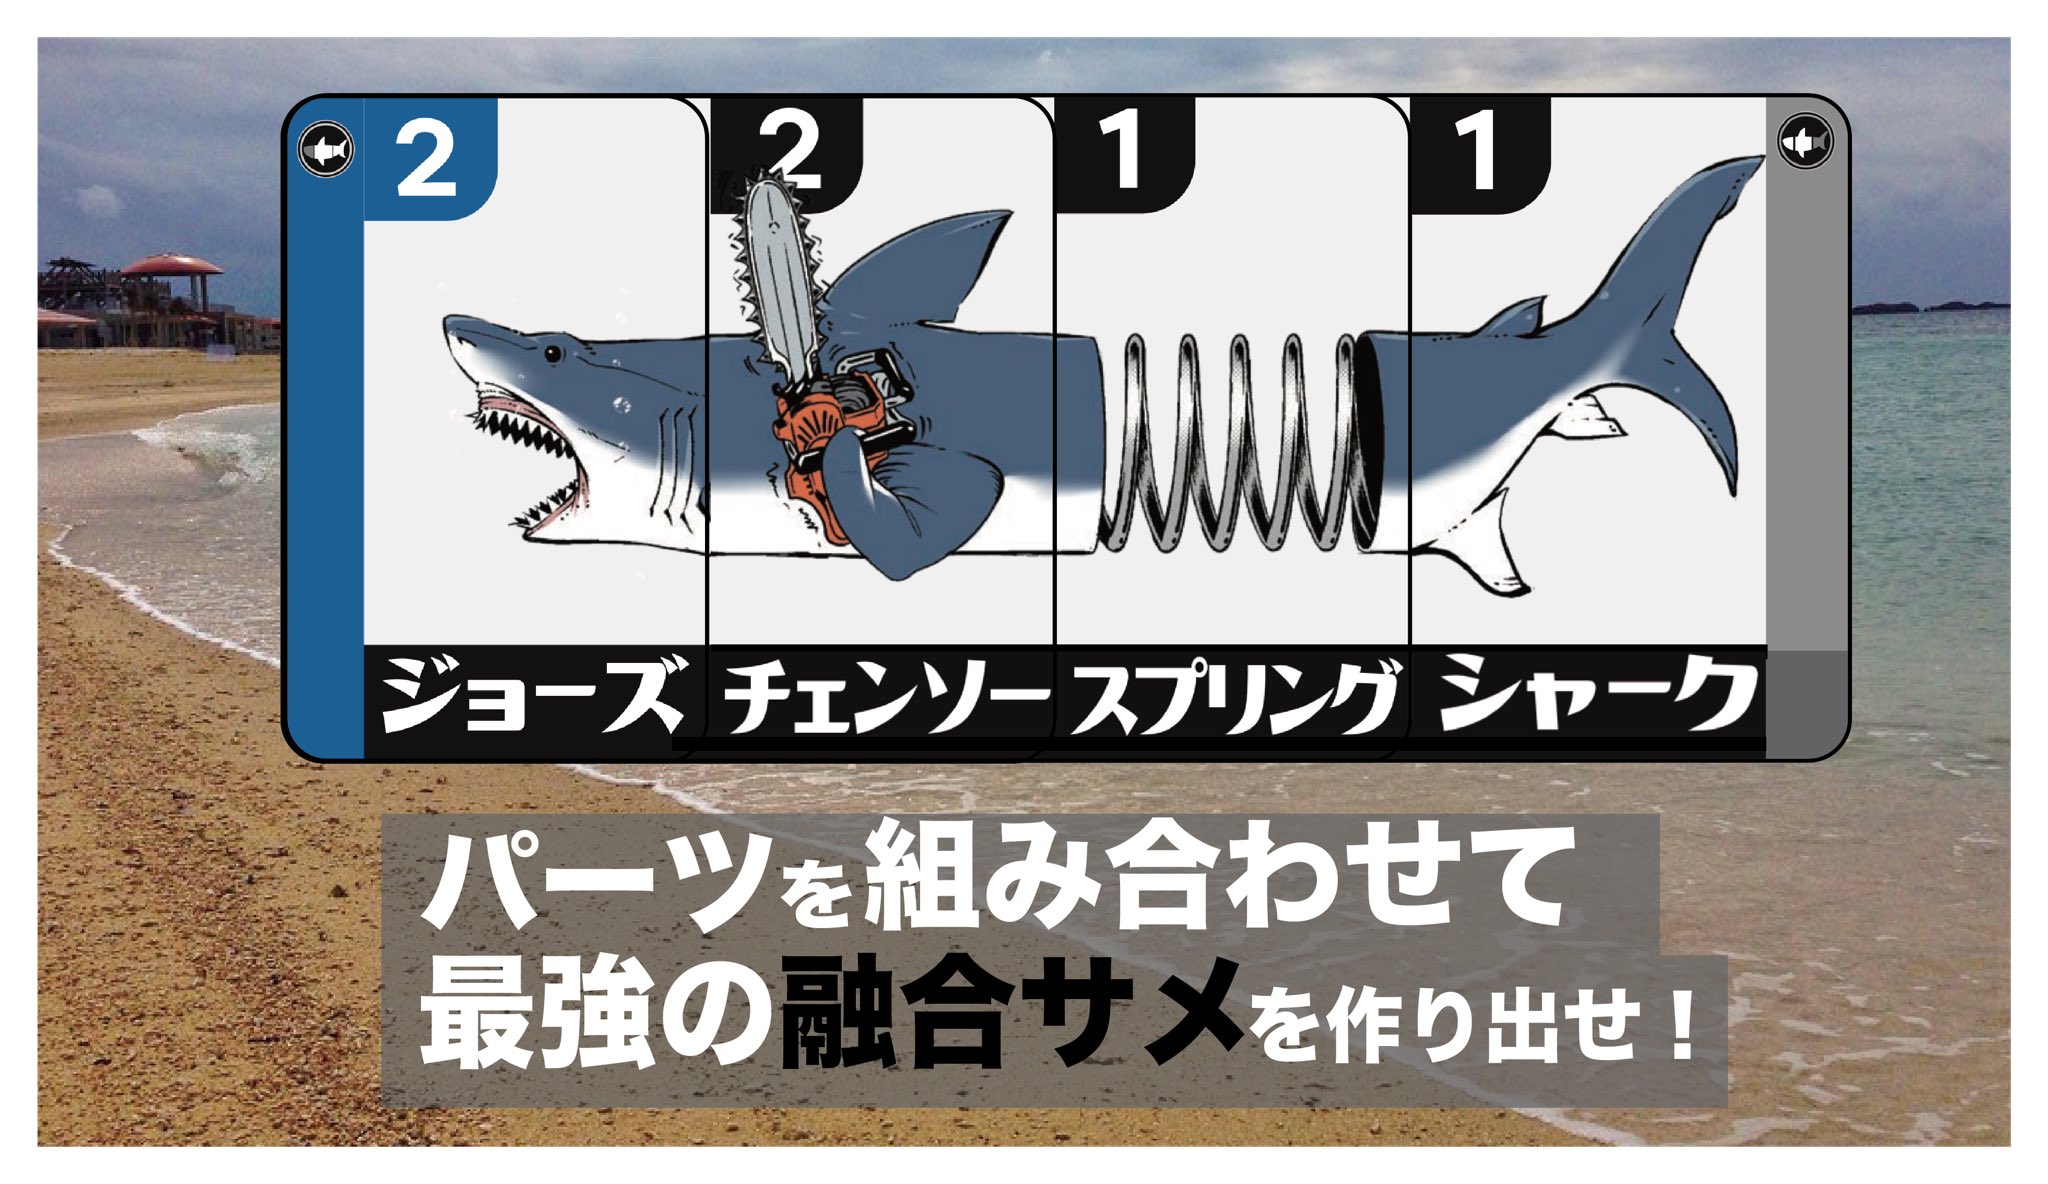 2 2 1 1
ジョーズ チェンソー スプリング シャーク
パーツを組み合わせて
最強の融合サメを作り出せ！